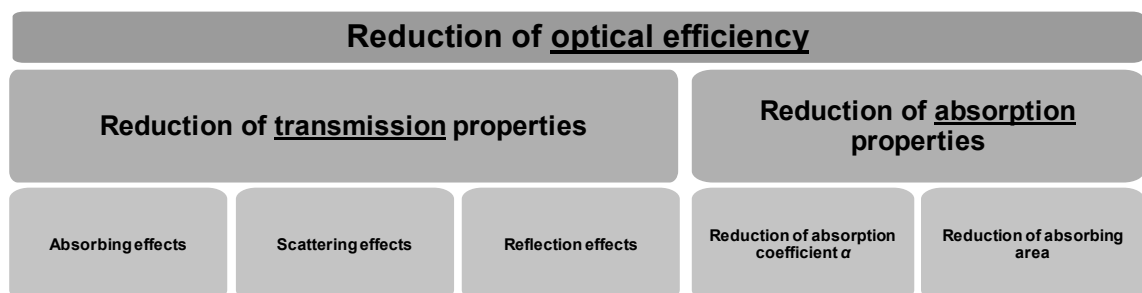 Reduction of optical efficiency
Reduction of transmission properties
Reduction of absorption
properties
Absorbing effects
Scattering effects
Reflection effects
Reduction of absorption
coefficient α
Reduction of absorbing
area